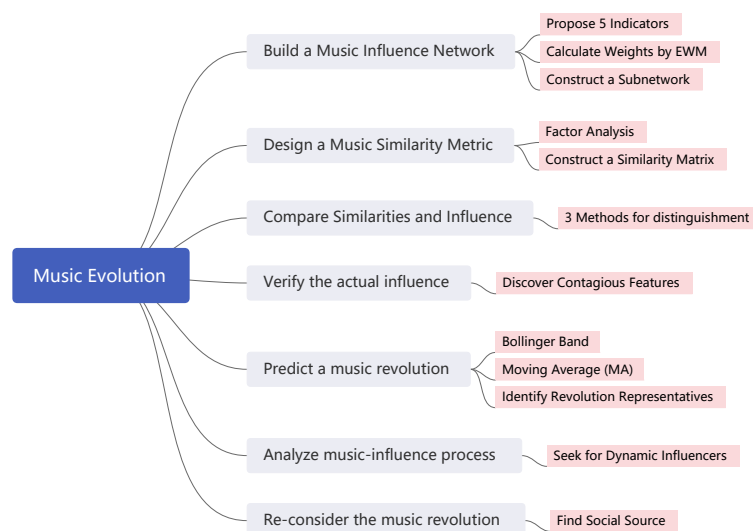 Music Evolution
Build a Music Influence Network
Propose 5 Indicators
Calculate Weights by EWM
Construct a Subnetwork
Design a Music Similarity Metric
Factor Analysis
Construct a Similarity Matrix
Compare Similarities and Influence
3 Methods for distinguishment
Verify the actual influence
Discover Contagious Features
Predict a music revolution
Bollinger Band
Moving Average (MA)
Identify Revolution Representatives
Analyze music-influence process
Seek for Dynamic Influencers
Re-consider the music revolution
Find Social Source